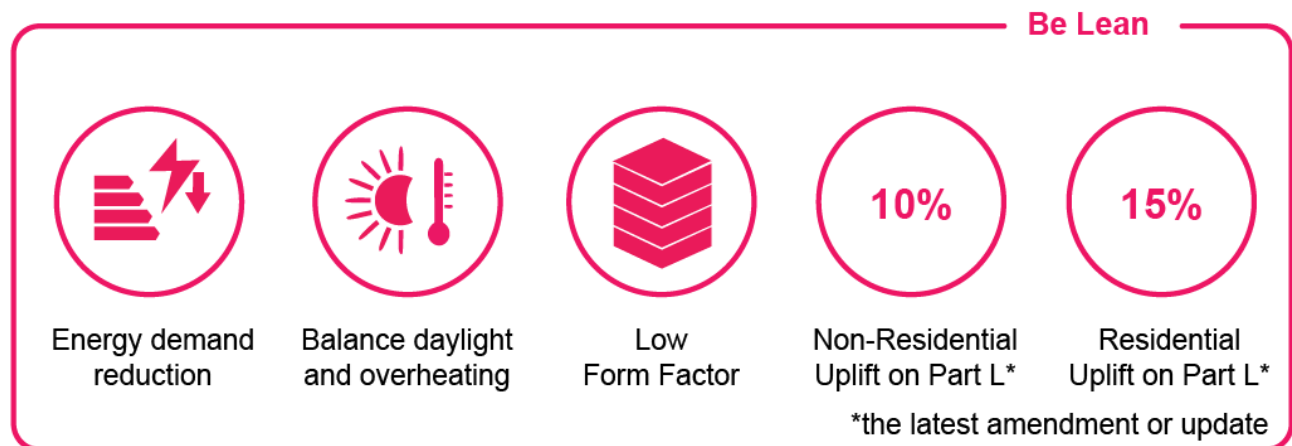 Be Lean
10%
15%
Energy demand
reduction
Balance daylight
and overheating
Low
Form Factor
Non-Residential
Uplift on Part L*
Residential
Uplift on Part L*
*the latest amendment or update